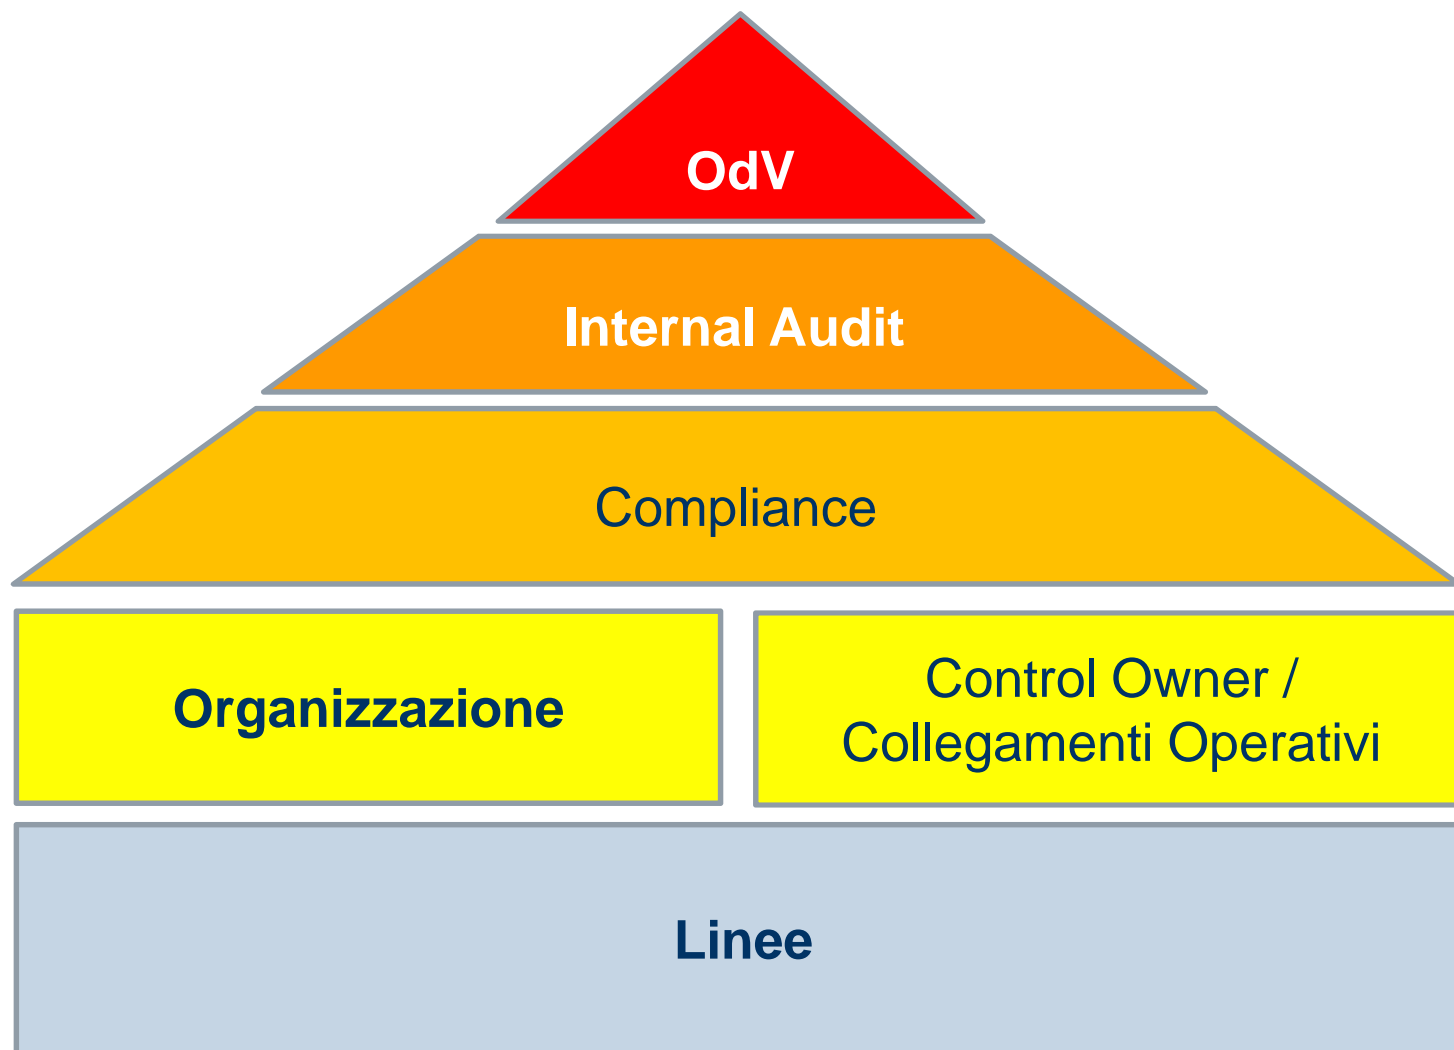 OdV
Internal Audit
Compliance
Organizzazione
Control Owner /
Collegamenti Operativi
Linee